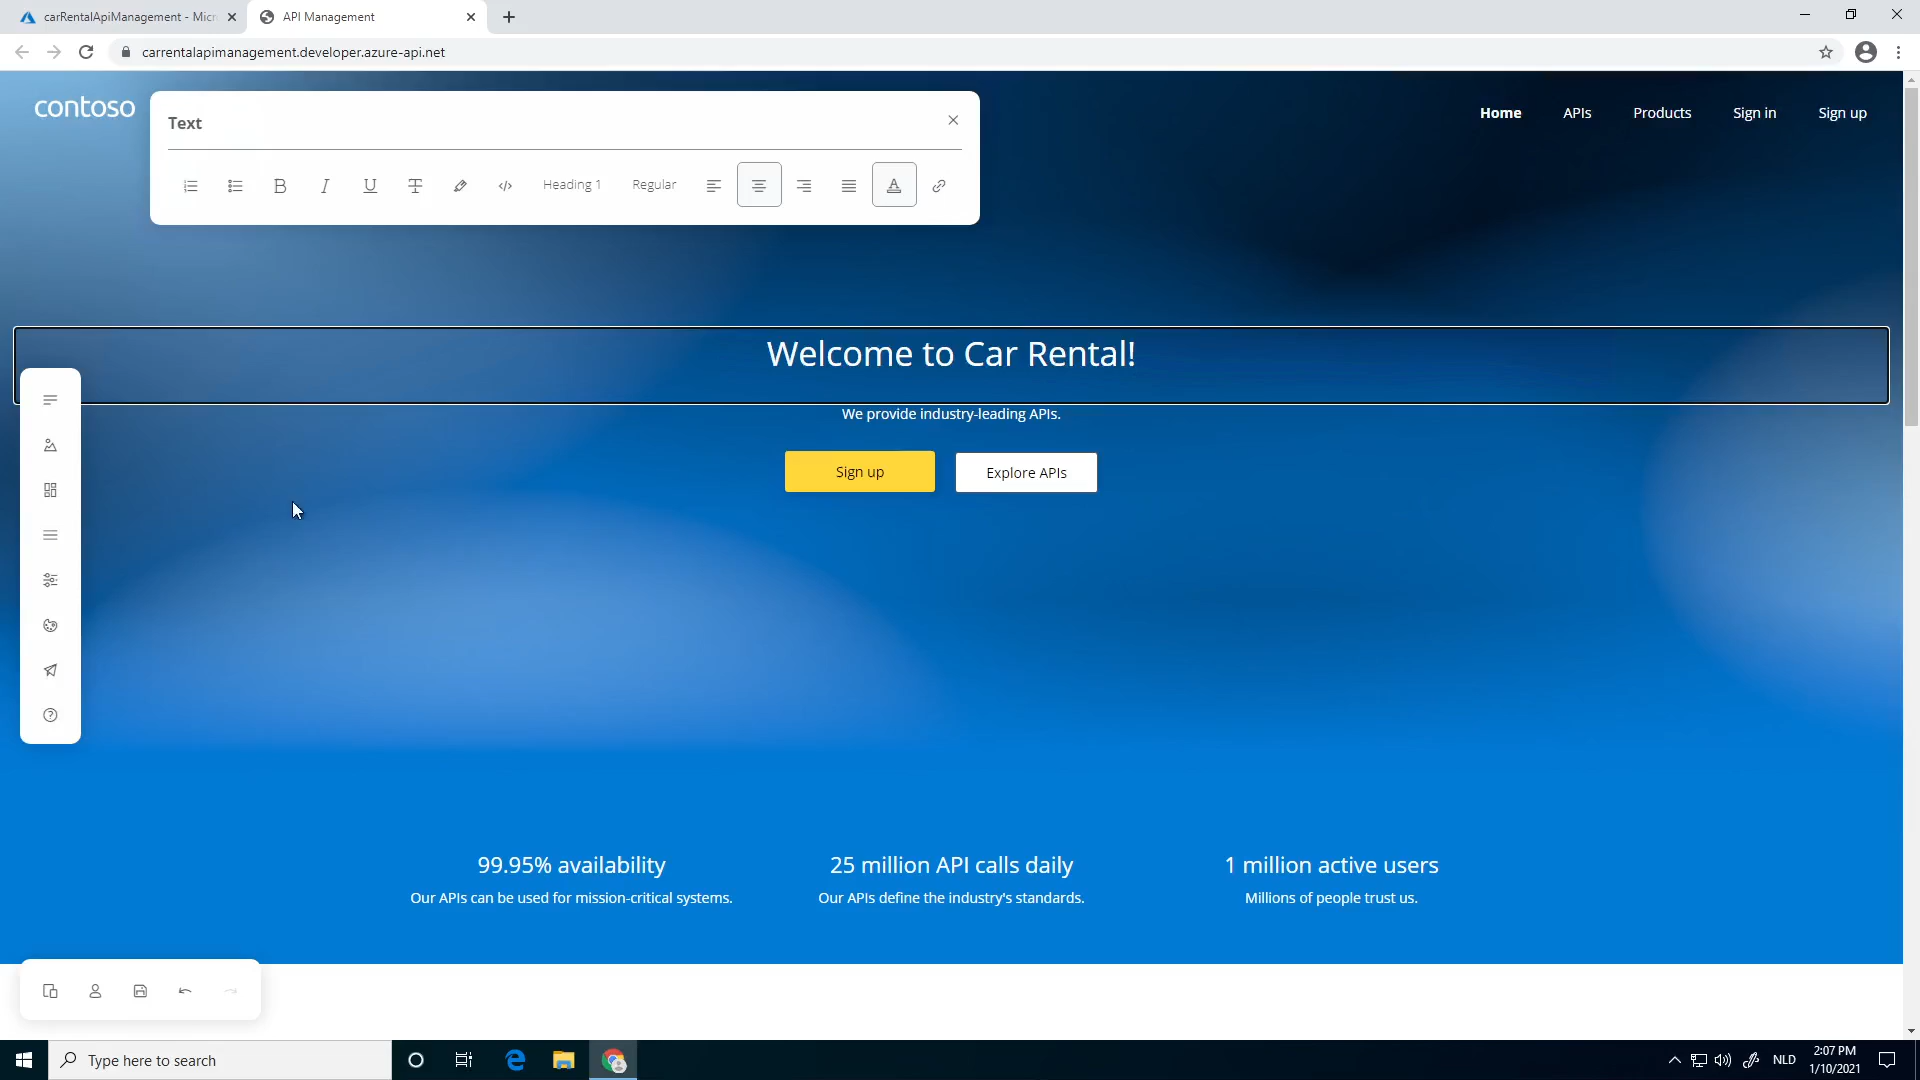 carRentalApiManagement - Micr
API Management
carrentalapimanagement.developer.azure-api.net
contoso
Home
APIs
Products
Sign in
Sign up
Text
Heading 1
Regular
Welcome to Car Rental!
We provide industry-leading APIs.
Sign up
Explore APIs
99.95% availability
25 million API calls daily
1 million active users
Our APIs can be used for mission-critical systems.
Our APIs define the industry's standards.
Millions of people trust us.
Type here to search
NLD
2:07 PM
1/10/2021